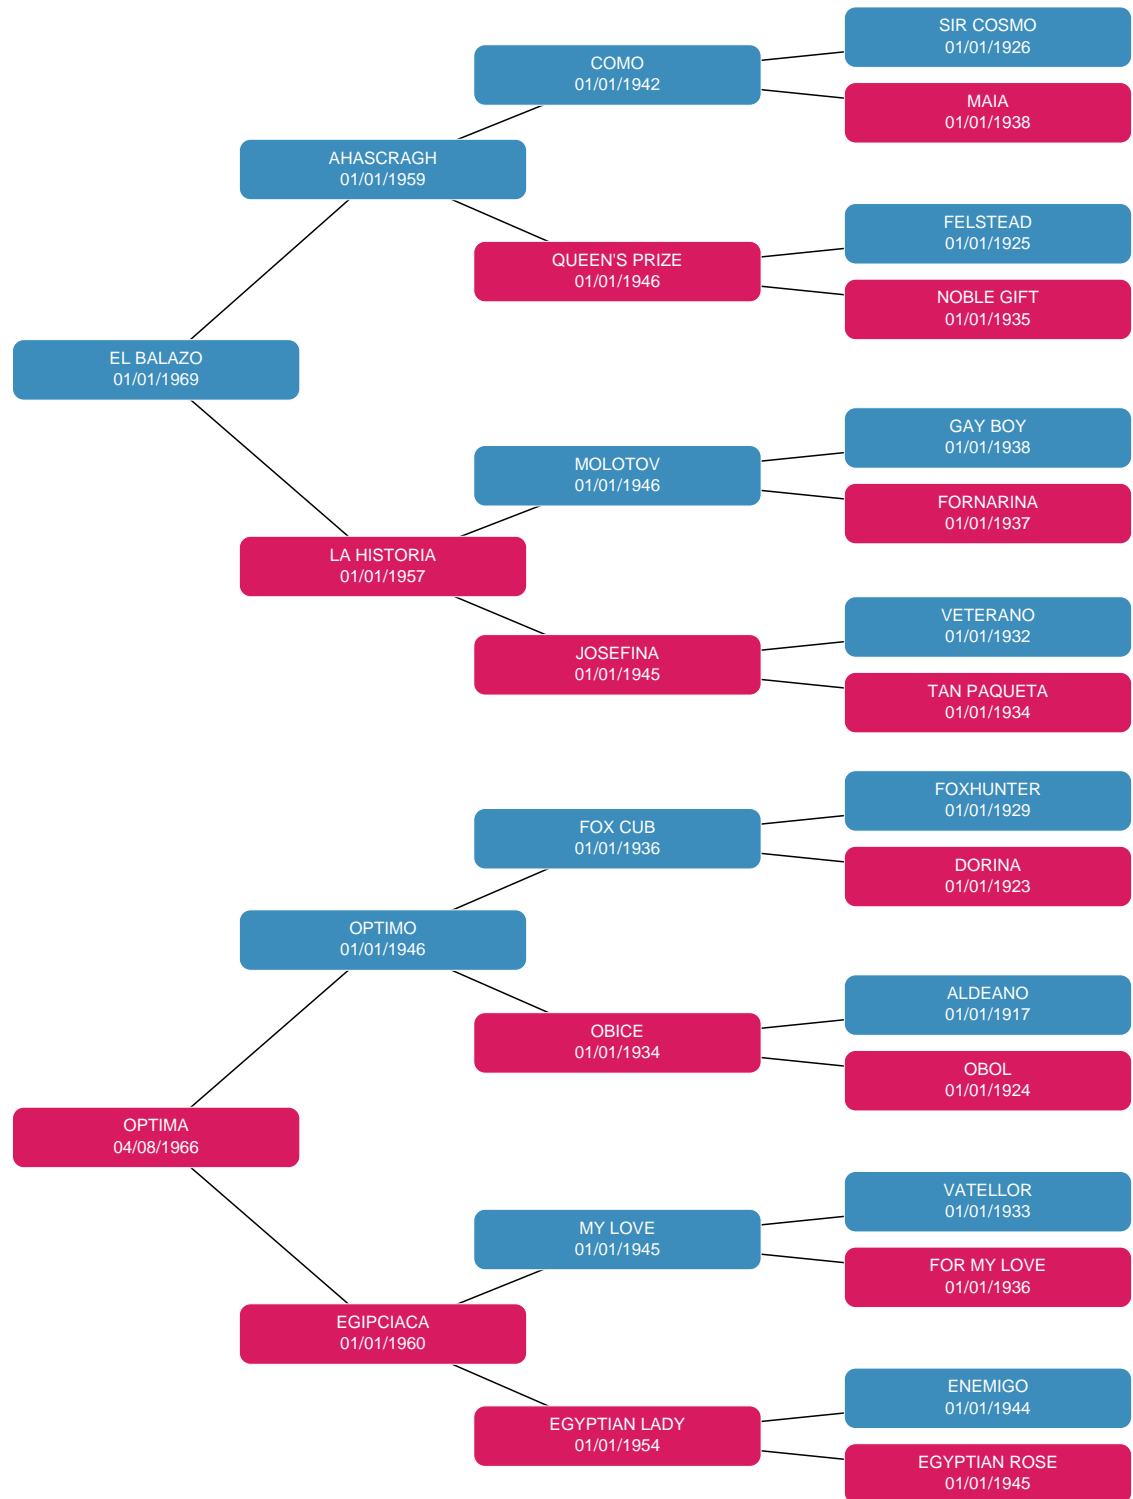 SIR COSMO
01/01/1926
COMO
01/01/1942
MAIA
01/01/1938
AHASCRAGH
01/01/1959
FELSTEAD
01/01/1925
QUEEN'S PRIZE
01/01/1946
NOBLE GIFT
01/01/1935
EL BALAZO
01/01/1969
GAY BOY
01/01/1938
MOLOTOV
01/01/1946
FORNARINA
01/01/1937
LA HISTORIA
01/01/1957
VETERANO
01/01/1932
JOSEFINA
01/01/1945
TAN PAQUETA
01/01/1934
FOXHUNTER
01/01/1929
FOX CUB
01/01/1936
DORINA
01/01/1923
OPTIMO
01/01/1946
ALDEANO
01/01/1917
OBICE
01/01/1934
OBOL
01/01/1924
OPTIMA
04/08/1966
VATELLOR
01/01/1933
MY LOVE
01/01/1945
FOR MY LOVE
01/01/1936
EGIPCIACA
01/01/1960
ENEMIGO
01/01/1944
EGYPTIAN LADY
01/01/1954
EGYPTIAN ROSE
01/01/1945